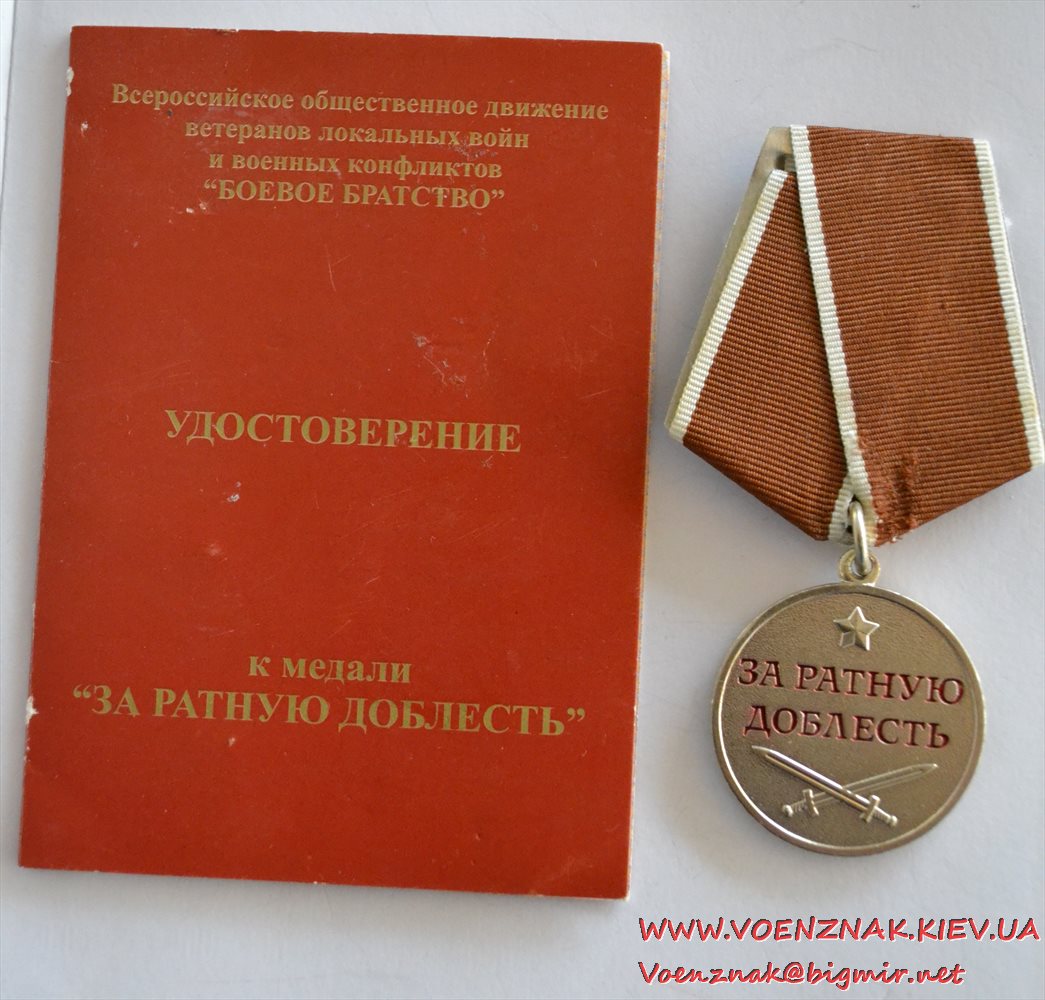 Всероссийское общественное движение
ветеранов локальных войн
и военных конфликтов
“БОЕВОЕ БРАТСТВО”
УДОСТОВЕРЕНИЕ
к медали
“ЗА РАТНУЮ ДОБЛЕСТЬ”
ЗА РАТНУЮ
ДОБЛЕСТЬ
WWW.VOENZNAK.KIEV.UA
Voenznak@bigmir.net